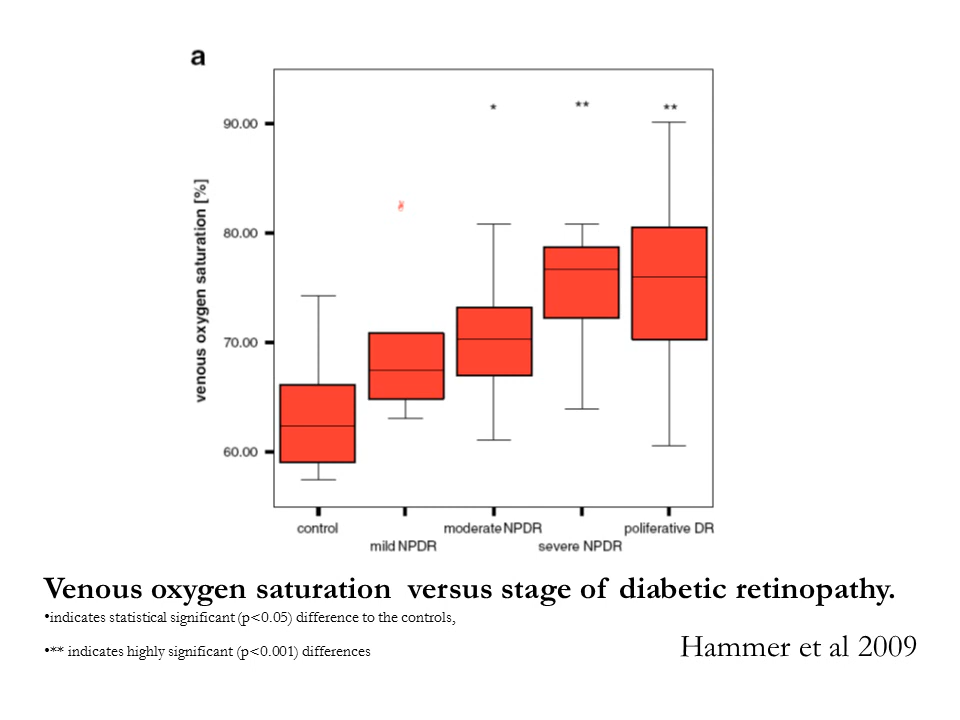 a
* ** **
90.00
80.00
70.00
60.00
venous oxygen saturation [%]
control moderate NPDR poliferative DR
mild NPDR severe NPDR
Venous oxygen saturation versus stage of diabetic retinopathy.
•indicates statistical significant (p<0.05) difference to the controls,
•** indicates highly significant (p<0.001) differences
Hammer et al 2009